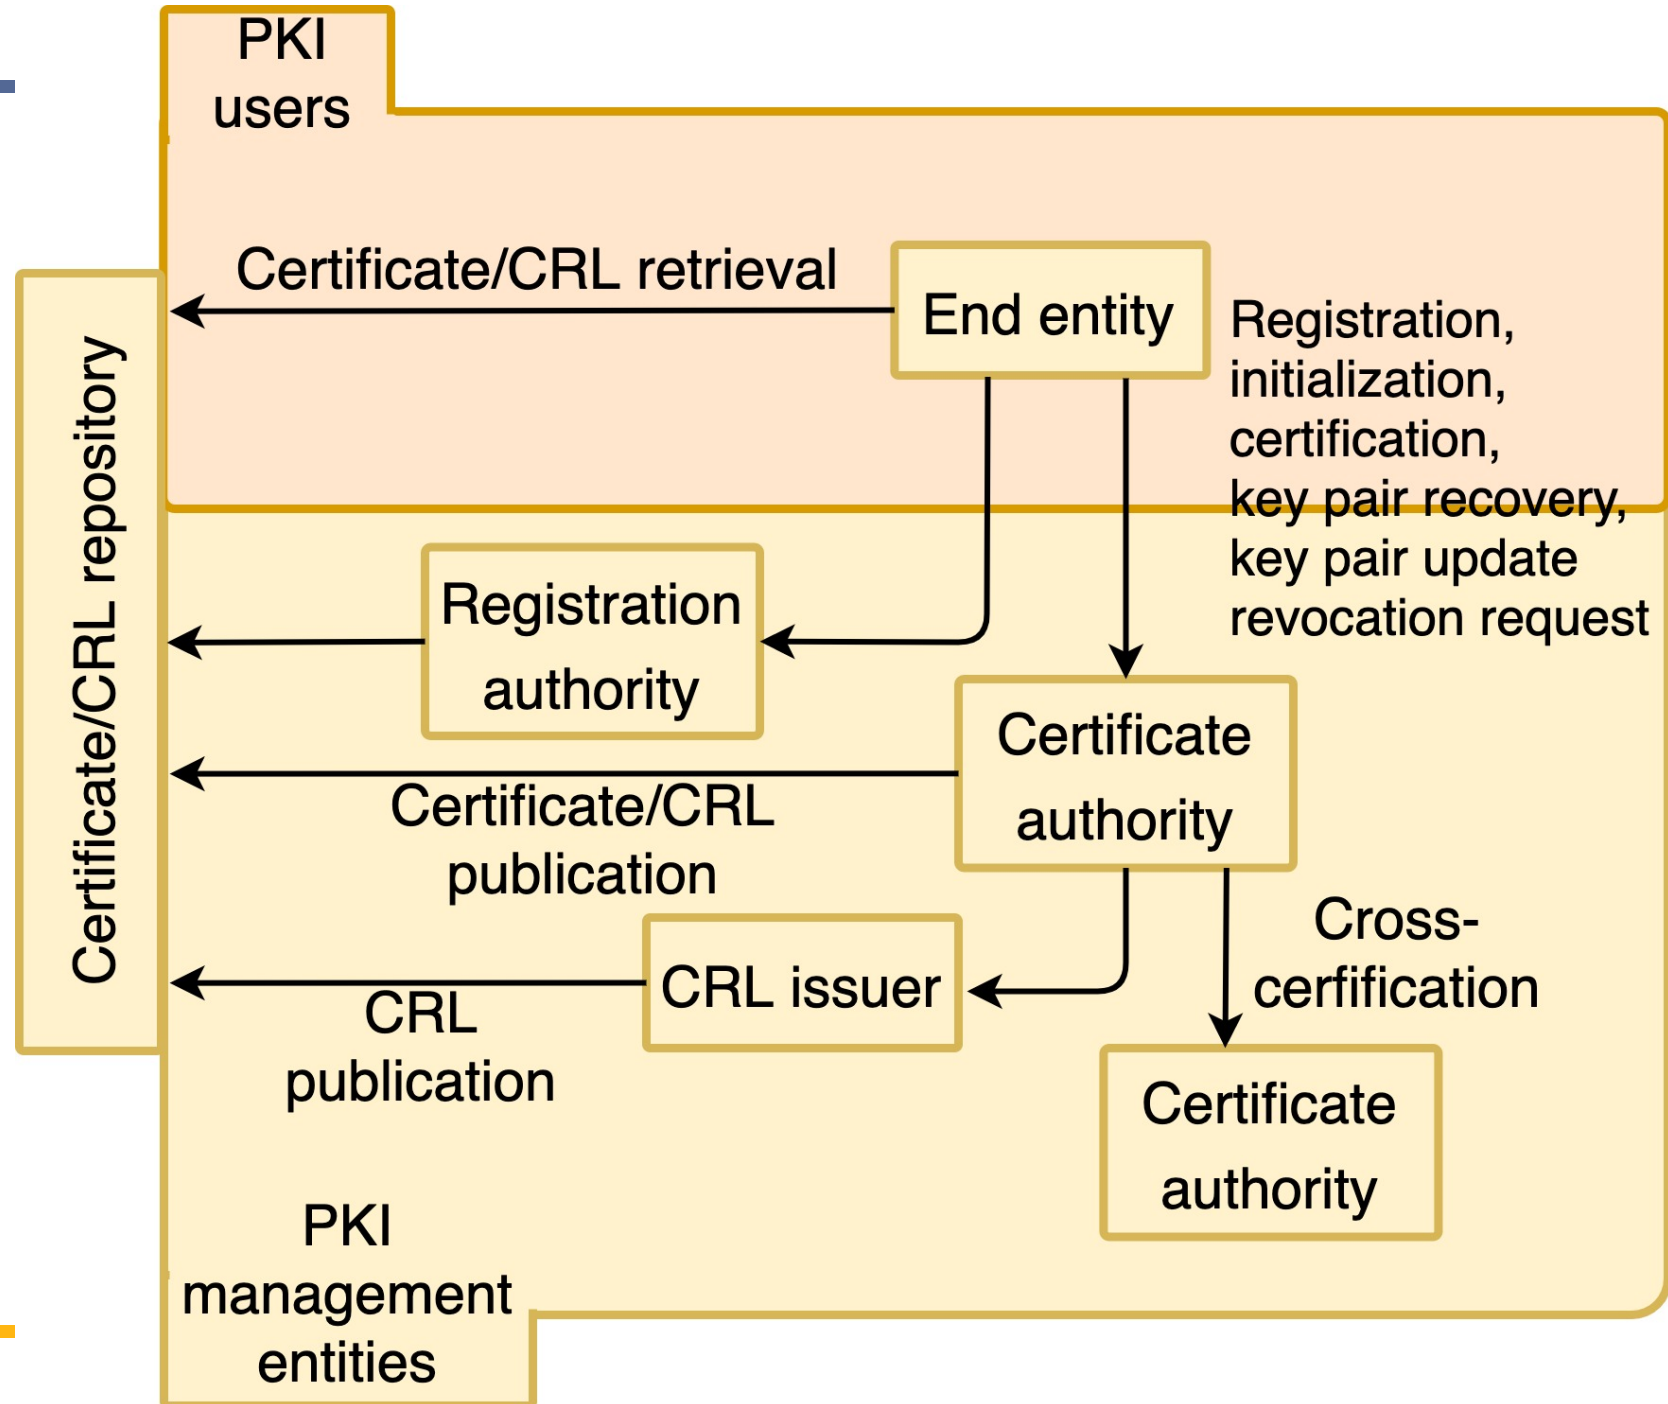 PKI
users
Certificate/CRL retrieval
End entity
Registration,
initialization,
certification,
key pair recovery,
key pair update
revocation request
Certificate/CRL repository
Registration
authority
Certificate
authority
Certificate/CRL
publication
CRL issuer
CRL
publication
Cross-
cerfification
Certificate
authority
PKI
management
entities